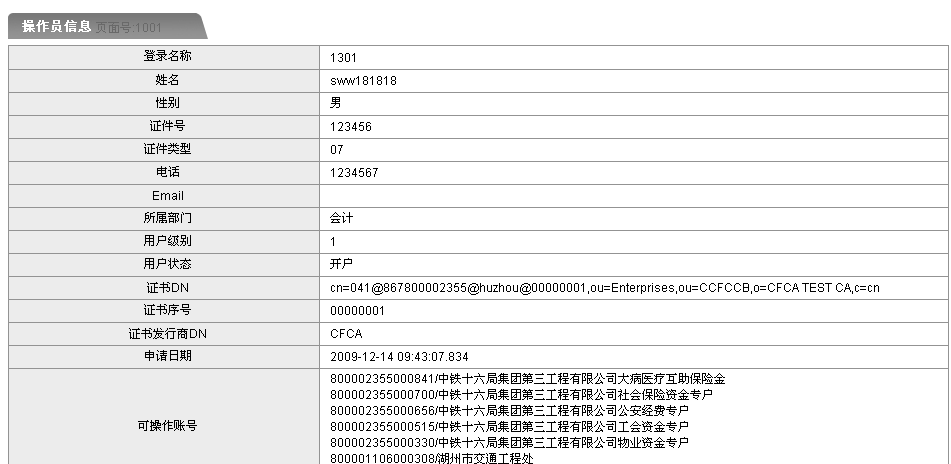 操作员信息 页面号:1001
登录名称 1301
姓名 sww181818
性别 男
证件号 123456
证件类型 07
电话 1234567
Email
所属部门 会计
用户级别 1
用户状态 开户
证书DN cn=041@867800002355@huzhou@00000001,ou=Enterprises,ou=CCFCCB,o=CFCA TEST CA,c=cn
证书序号 00000001
证书发行商DN CFCA
申请日期 2009-12-14 09:43:07.834
可操作账号
800002355000841/中铁十六局集团第三工程有限公司大病医疗互助保险金
800002355000700/中铁十六局集团第三工程有限公司社会保险资金专户
800002355000656/中铁十六局集团第三工程有限公司公安经费专户
800002355000515/中铁十六局集团第三工程有限公司工会资金专户
800002355000330/中铁十六局集团第三工程有限公司物业资金专户
800001106000308/湖州市交通工程处